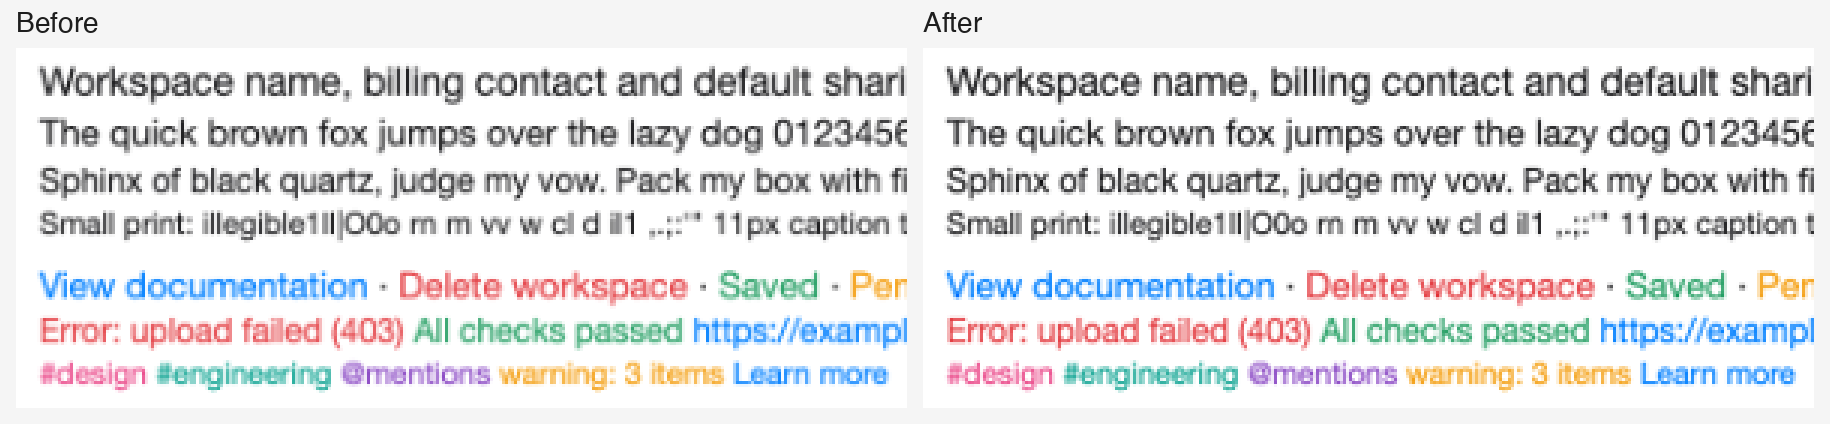 Before
Workspace name, billing contact and default shari
The quick brown fox jumps over the lazy dog 0123456
Sphinx of black quartz, judge my vow. Pack my box with fi
Small print: illegible1Il|O0o rn m vv w cl d il1 ,.;:'" 11px caption t
View documentation · Delete workspace · Saved · Pen
Error: upload failed (403) All checks passed https://exampl
#design #engineering @mentions warning: 3 items Learn more
After
Workspace name, billing contact and default shari
The quick brown fox jumps over the lazy dog 0123456
Sphinx of black quartz, judge my vow. Pack my box with fi
Small print: illegible1Il|O0o rn m vv w cl d il1 ,.;:'" 11px caption t
View documentation · Delete workspace · Saved · Pen
Error: upload failed (403) All checks passed https://exampl
#design #engineering @mentions warning: 3 items Learn more